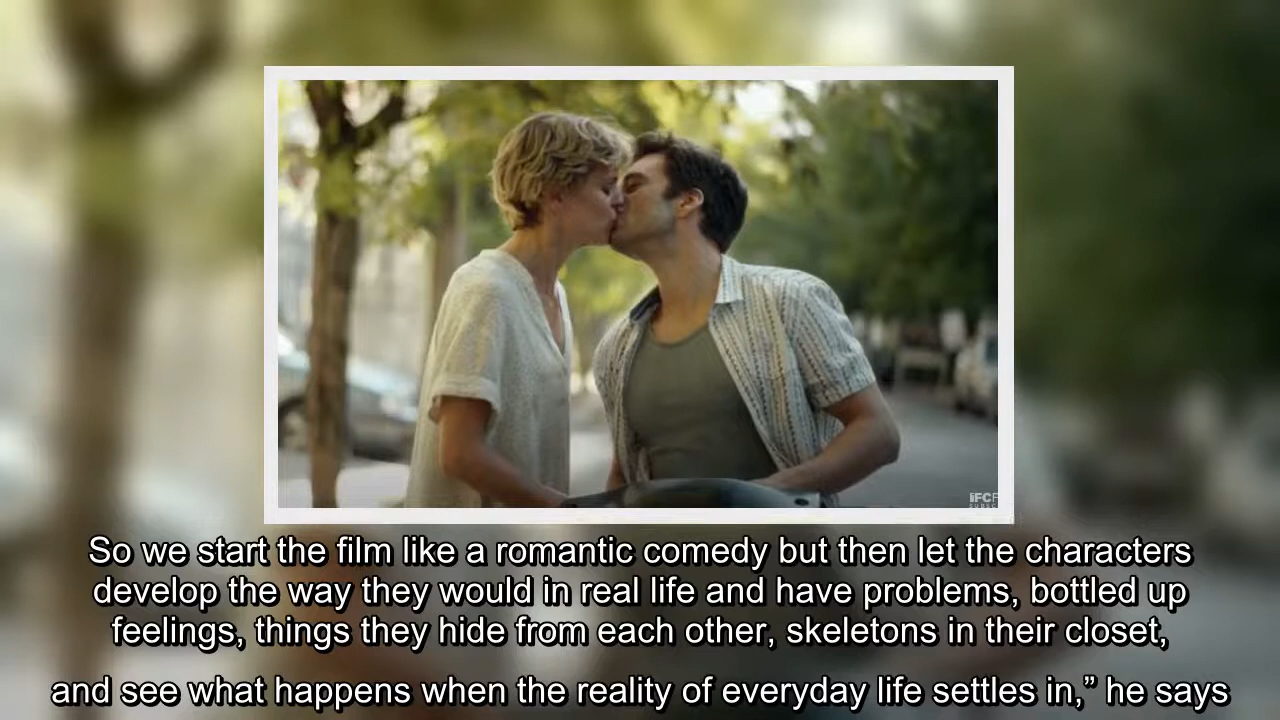 IFCF
So we start the film like a romantic comedy but then let the characters
develop the way they would in real life and have problems, bottled up
feelings, things they hide from each other, skeletons in their closet,
and see what happens when the reality of everyday life settles in,” he says